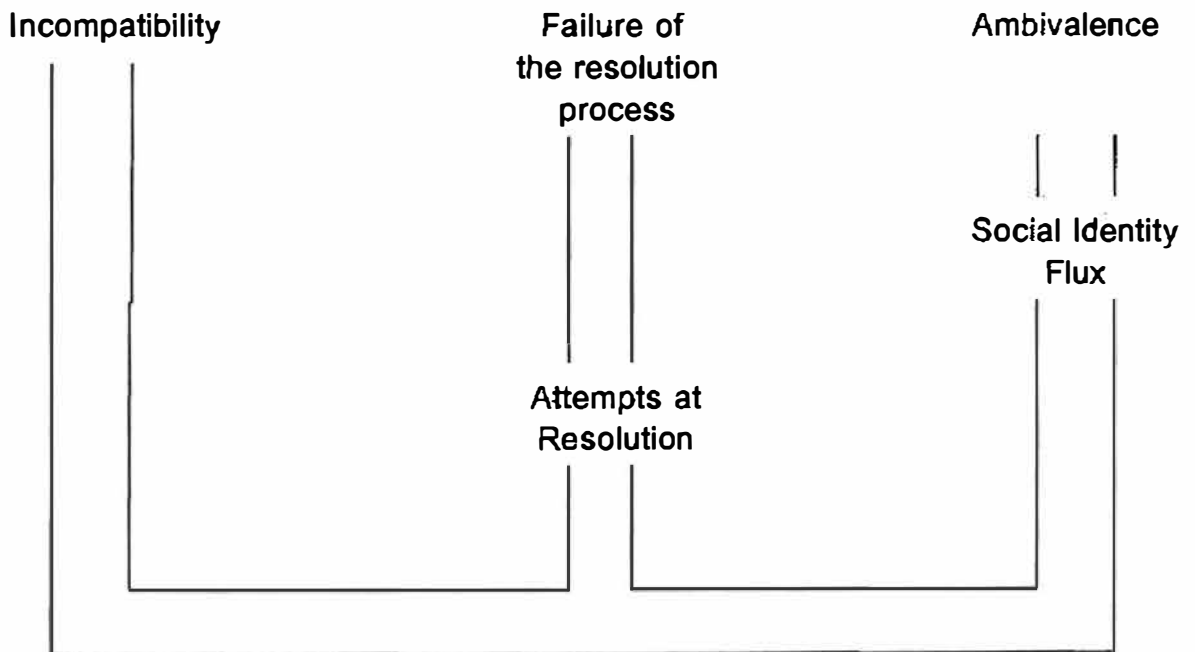 Incompatibility
Failure of
the resolution
process
Ambivalence
Social Identity
Flux
Attempts at
Resolution